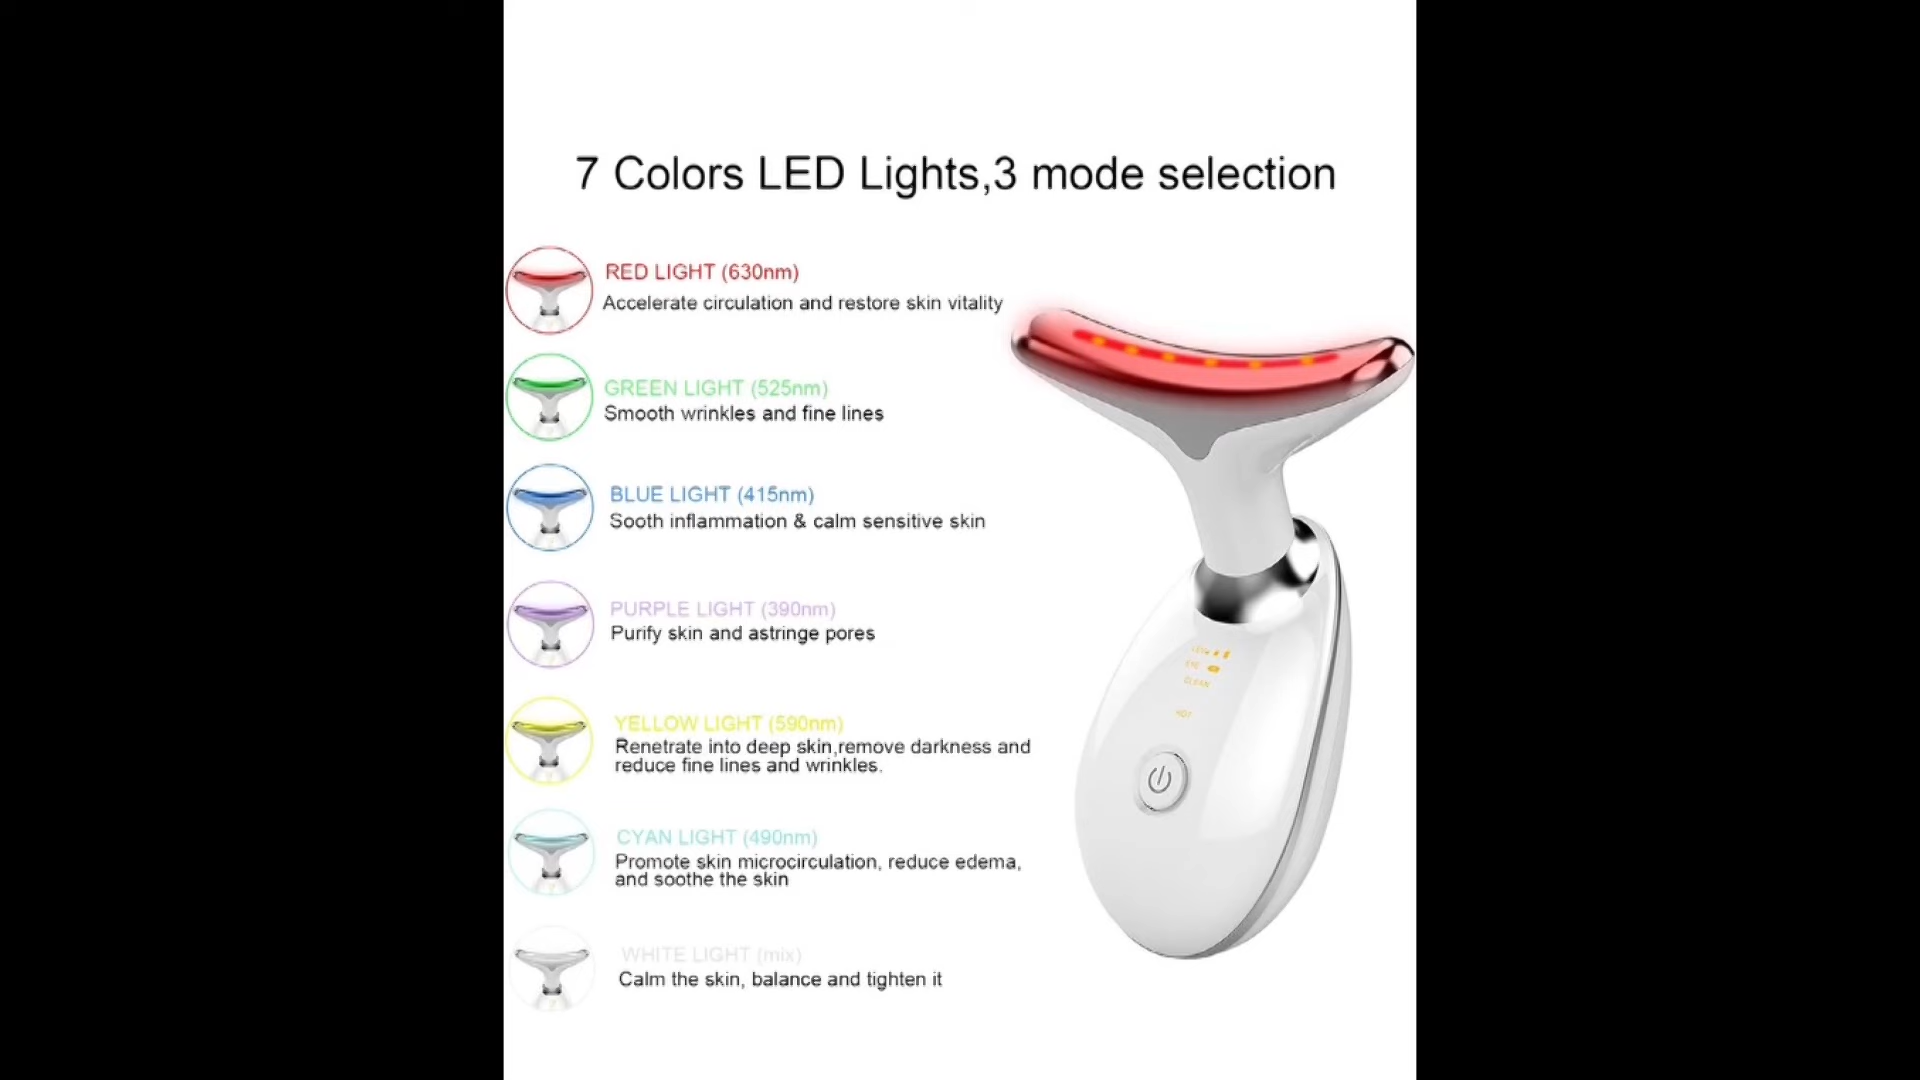 7 Colors LED Lights,3 mode selection
RED LIGHT (630nm)
Accelerate circulation and restore skin vitality
GREEN LIGHT (525nm)
Smooth wrinkles and fine lines
BLUE LIGHT (415nm)
Sooth inflammation & calm sensitive skin
PURPLE LIGHT (390nm)
Purify skin and astringe pores
YELLOW LIGHT (590nm)
Renetrate into deep skin,remove darkness and
reduce fine lines and wrinkles.
CYAN LIGHT (490nm)
Promote skin microcirculation, reduce edema,
and soothe the skin
WHITE LIGHT (mix)
Calm the skin, balance and tighten it
CLEAN